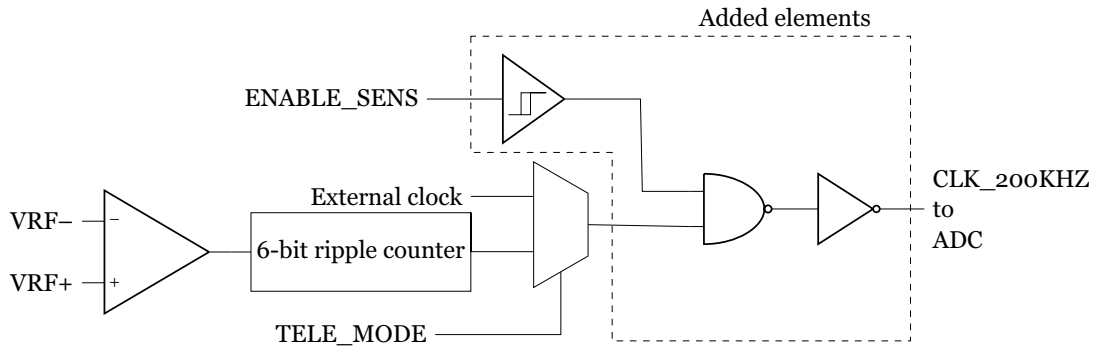 Added elements
ENABLE_SENS
External clock
CLK_200KHZ
to
ADC
VRF−
−
6-bit ripple counter
VRF+
+
TELE_MODE